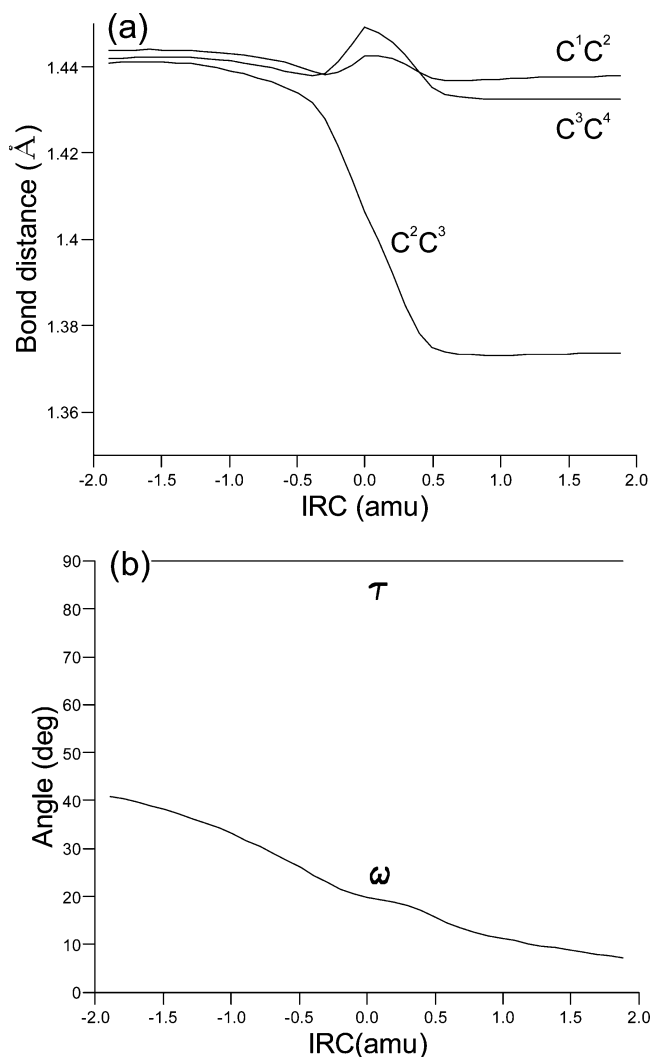 (a)
Bond distance (Å)
1.44
1.42
1.4
1.38
1.36
C¹C²
C³C⁴
C²C³
-2.0 -1.5 -1.0 -0.5 0.0 0.5 1.0 1.5 2.0
IRC (amu)
(b)
Angle (deg)
90
80
70
60
50
40
30
20
10
0
τ
ω
-2.0 -1.5 -1.0 -0.5 0.0 0.5 1.0 1.5 2.0
IRC(amu)